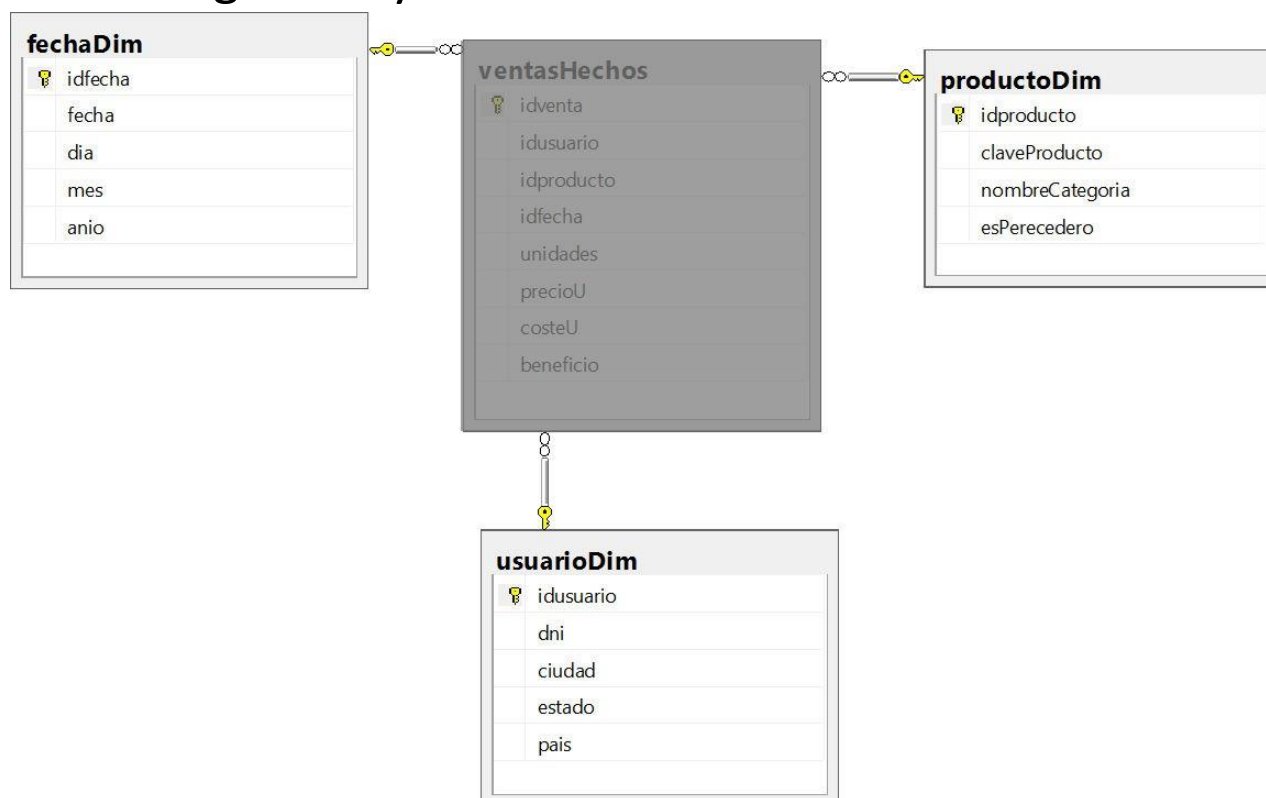 fechaDim
idfecha
fecha
dia
mes
anio
ventasHechos
idventa
idusuario
idproducto
idfecha
unidades
precioU
costeU
beneficio
productoDim
idproducto
claveProducto
nombreCategoria
esPerecedero
usuarioDim
idusuario
dni
ciudad
estado
pais